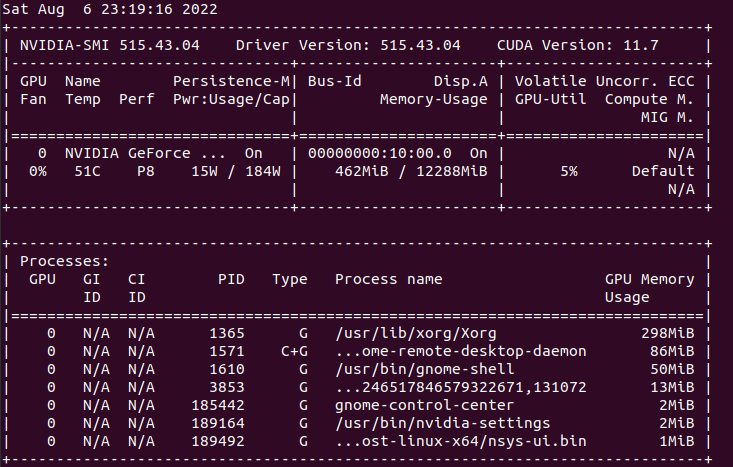 Sat Aug  6 23:19:16 2022
+-----------------------------------------------------------------------------+
| NVIDIA-SMI 515.43.04    Driver Version: 515.43.04    CUDA Version: 11.7     |
|-------------------------------+----------------------+----------------------+
| GPU  Name        Persistence-M| Bus-Id        Disp.A | Volatile Uncorr. ECC |
| Fan  Temp  Perf  Pwr:Usage/Cap|         Memory-Usage | GPU-Util  Compute M. |
|                               |                      |               MIG M. |
|===============================+======================+======================|
|   0  NVIDIA GeForce ...  On   | 00000000:10:00.0  On |                  N/A |
|  0%   51C    P8    15W / 184W |    462MiB / 12288MiB |      5%      Default |
|                               |                      |                  N/A |
+-------------------------------+----------------------+----------------------+

+-----------------------------------------------------------------------------+
| Processes:                                                                  |
|  GPU   GI   CI        PID   Type   Process name                  GPU Memory |
|        ID   ID                                                   Usage      |
|=============================================================================|
|    0   N/A  N/A      1365      G   /usr/lib/xorg/Xorg                298MiB |
|    0   N/A  N/A      1571    C+G   ...ome-remote-desktop-daemon       86MiB |
|    0   N/A  N/A      1610      G   /usr/bin/gnome-shell               50MiB |
|    0   N/A  N/A      3853      G   ...246517846579322671,131072       13MiB |
|    0   N/A  N/A    185442      G   gnome-control-center                2MiB |
|    0   N/A  N/A    189164      G   /usr/bin/nvidia-settings            2MiB |
|    0   N/A  N/A    189492      G   ...ost-linux-x64/nsys-ui.bin        1MiB |
+-----------------------------------------------------------------------------+